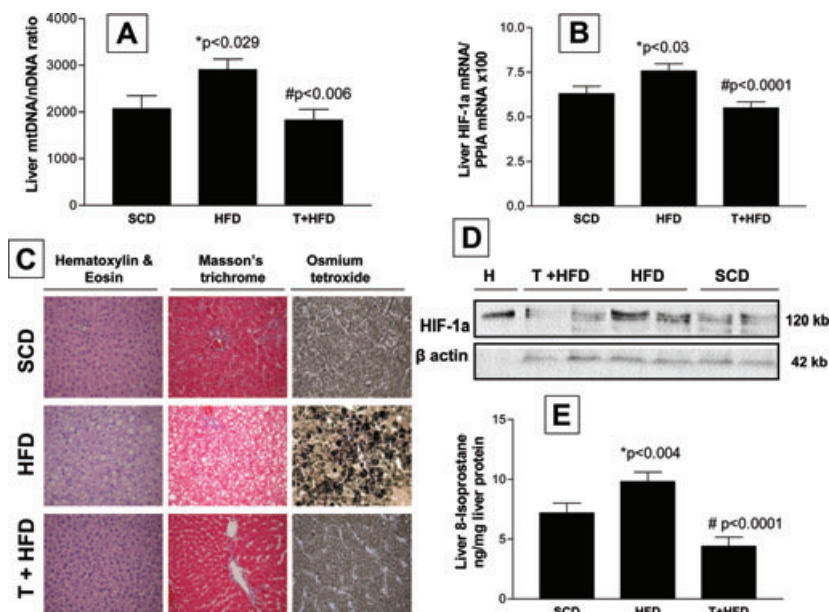 A
Liver mtDNA/nDNA ratio
4000
3000
2000
1000
0
*p<0.029
#p<0.006
SCD HFD T+HFD
B
Liver HIF-1a mRNA/
PPIA mRNA x100
10.0
7.5
5.0
2.5
0.0
*p<0.03
#p<0.0001
SCD HFD T+HFD
C
Hematoxylin &
Eosin
Masson's
trichrome
Osmium
tetroxide
SCD
HFD
T + HFD
D
H T +HFD HFD SCD
HIF-1a 120 kb
β actin 42 kb
E
Liver 8-Isoprostane
ng/mg liver protein
15
10
5
0
*p<0.004
# p<0.0001
SCD HFD T+HFD